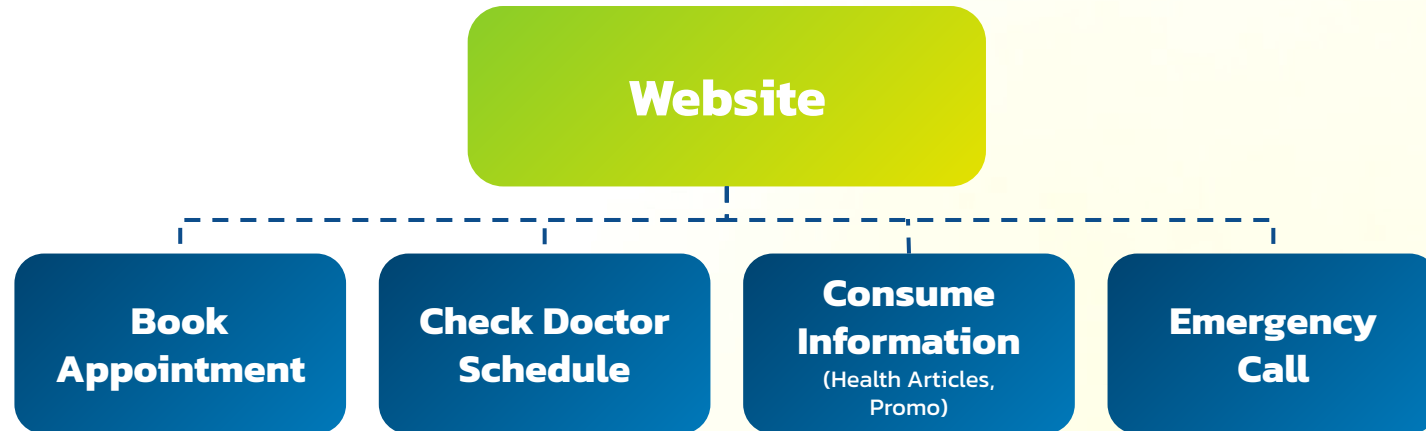 Website
Book
Appointment
Check Doctor
Schedule
Consume
Information
(Health Articles,
Promo)
Emergency
Call